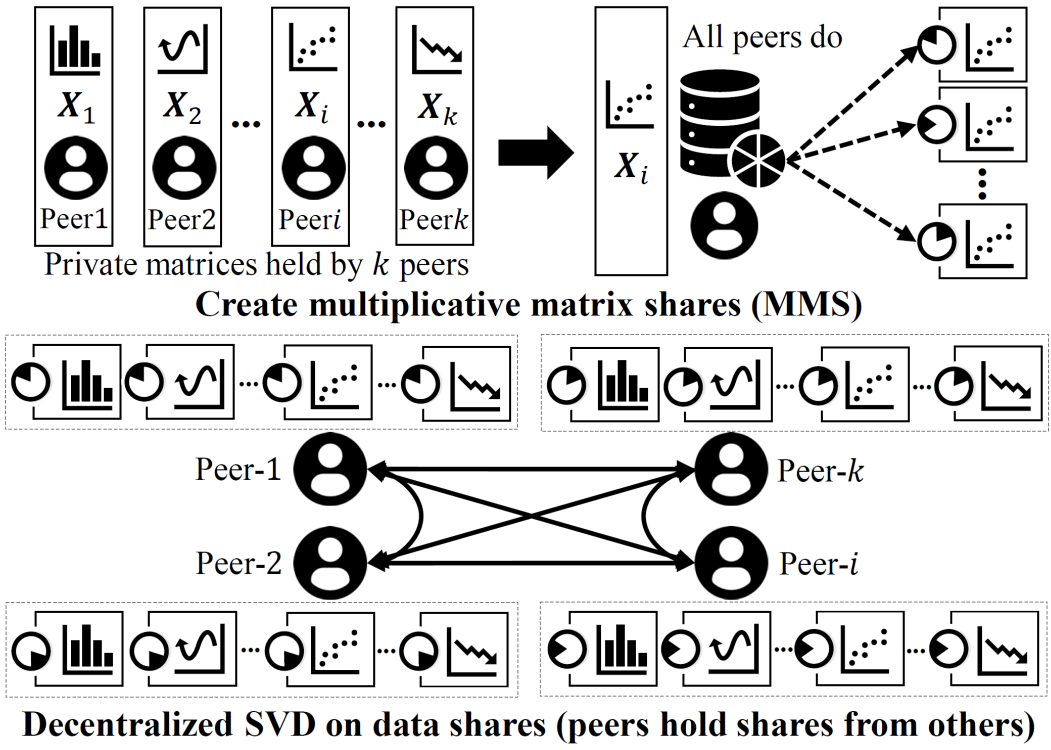 X₁ X₂ ... Xᵢ ... Xₖ
Peer1 Peer2 Peeri Peerk
Private matrices held by k peers
All peers do
Xᵢ
Create multiplicative matrix shares (MMS)
... ...
... ...
Peer-1 Peer-k
Peer-2 Peer-i
... ...
... ...
Decentralized SVD on data shares (peers hold shares from others)